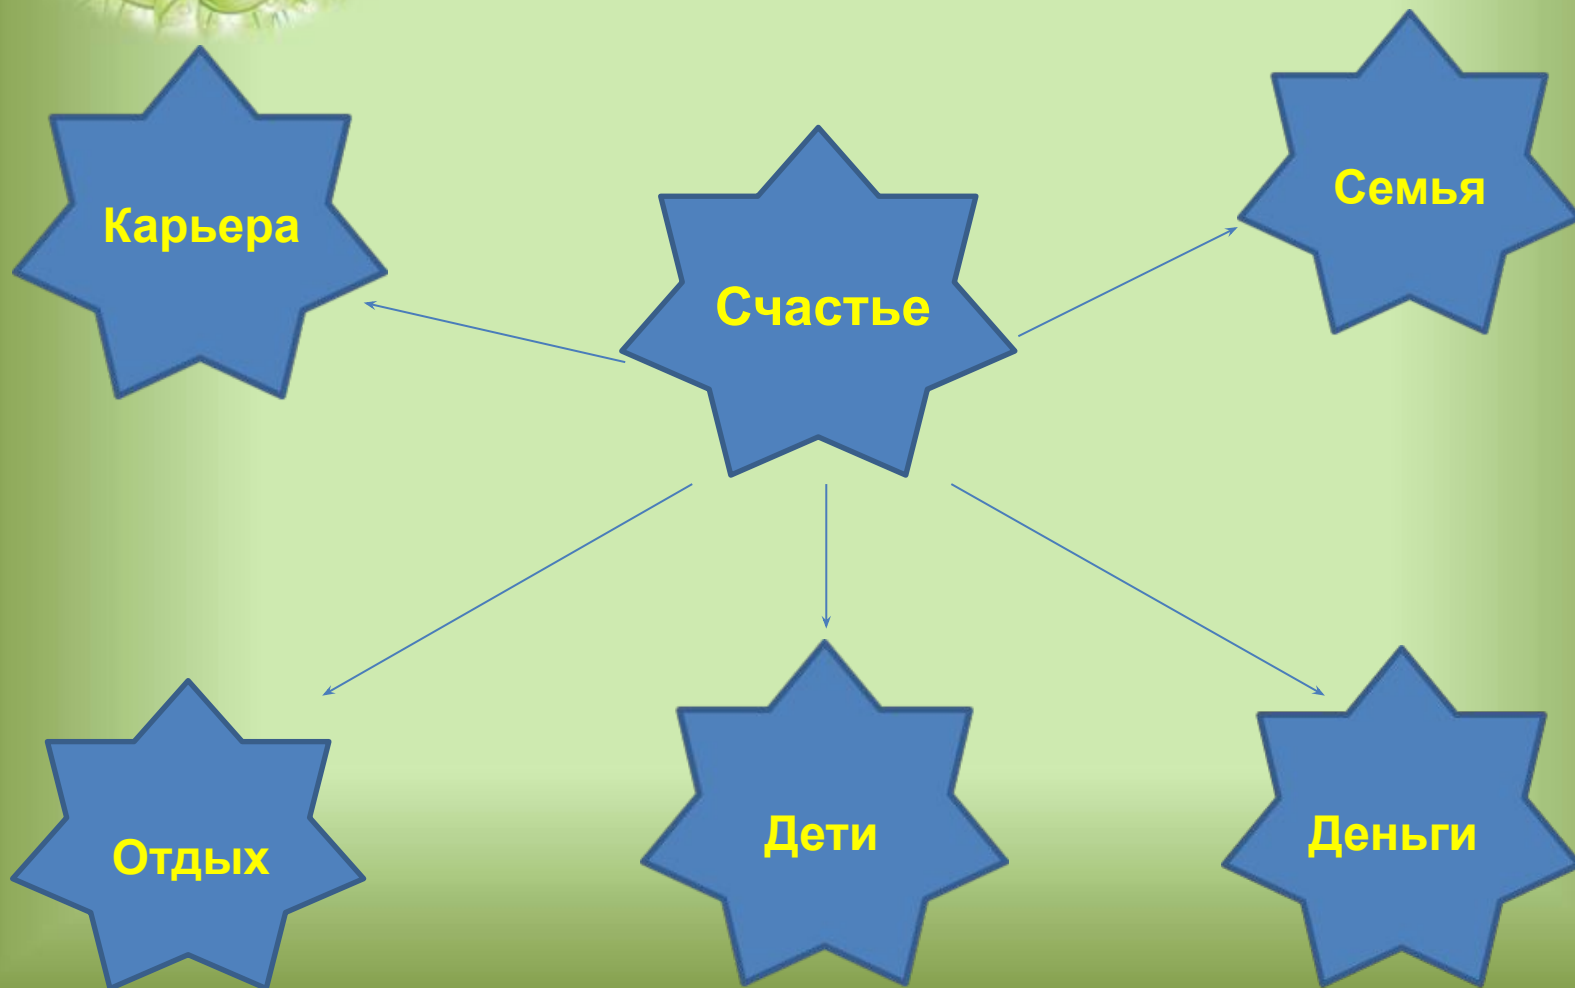 Карьера
Семья
Счастье
Отдых
Дети
Деньги